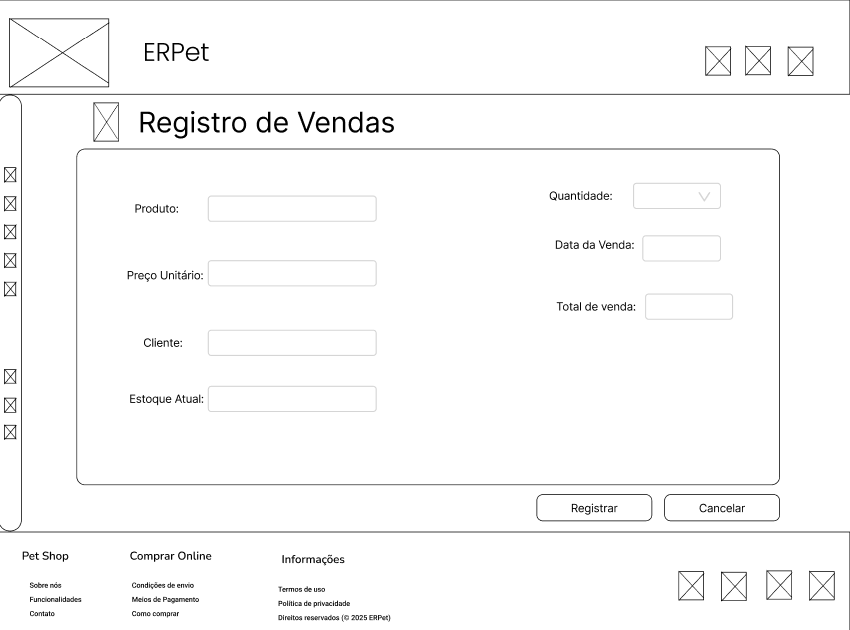 ERPet
Registro de Vendas
Produto:
Preço Unitário:
Cliente:
Estoque Atual:
Quantidade:
Data da Venda:
Total de venda:
Registrar
Cancelar
Pet Shop
Sobre nós
Funcionalidades
Contato
Comprar Online
Condições de envio
Meios de Pagamento
Como comprar
Informações
Termos de uso
Política de privacidade
Direitos reservados (© 2025 ERPet)